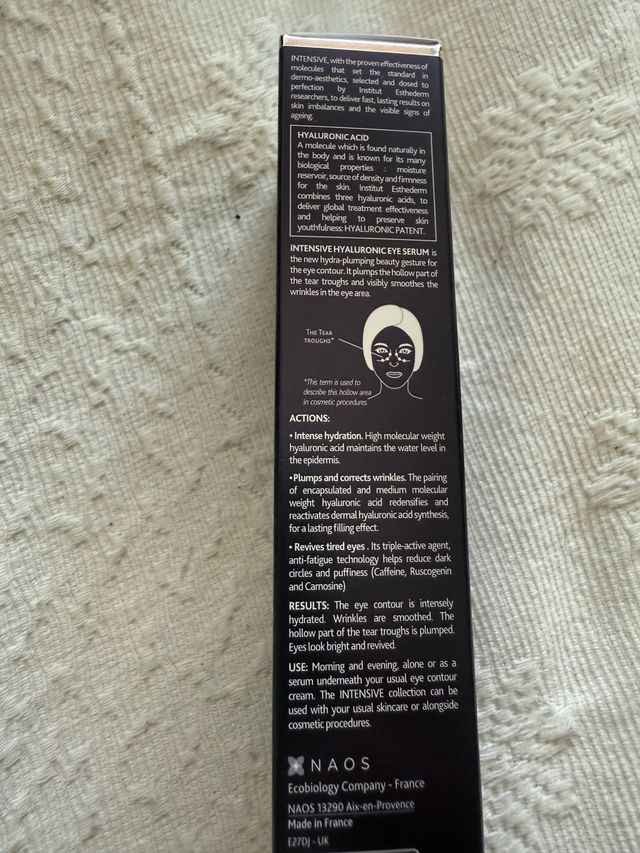 INTENSIVE, with the proven effectiveness of
molecules that set the standard in
dermo-aesthetics, selected and dosed to
perfection by Institut Esthederm
researchers, to deliver fast, lasting results on
skin imbalances and the visible signs of
ageing.
HYALURONIC ACID
A molecule which is found naturally in
the body and is known for its many
biological properties : moisture
reservoir, source of density and firmness
for the skin. Institut Esthederm
combines three hyaluronic acids, to
deliver global treatment effectiveness
and helping to preserve skin
youthfulness: HYALURONIC PATENT.
INTENSIVE HYALURONIC EYE SERUM is
the new hydra-plumping beauty gesture for
the eye contour. It plumps the hollow part of
the tear troughs and visibly smoothes the
wrinkles in the eye area.
THE TEAR
TROUGHS*
*This term is used to
describe this hollow area
in cosmetic procedures.
ACTIONS:
• Intense hydration. High molecular weight
hyaluronic acid maintains the water level in
the epidermis.
•Plumps and corrects wrinkles. The pairing
of encapsulated and medium molecular
weight hyaluronic acid redensifies and
reactivates dermal hyaluronic acid synthesis,
for a lasting filling effect.
• Revives tired eyes . Its triple-active agent,
anti-fatigue technology helps reduce dark
circles and puffiness (Caffeine, Ruscogenin
and Carnosine)
RESULTS: The eye contour is intensely
hydrated. Wrinkles are smoothed. The
hollow part of the tear troughs is plumped.
Eyes look bright and revived.
USE: Morning and evening, alone or as a
serum underneath your usual eye contour
cream. The INTENSIVE collection can be
used with your usual skincare or alongside
cosmetic procedures.
NAOS
Ecobiology Company - France
NAOS 13290 Aix-en-Provence
Made in France
E27DJ - UK